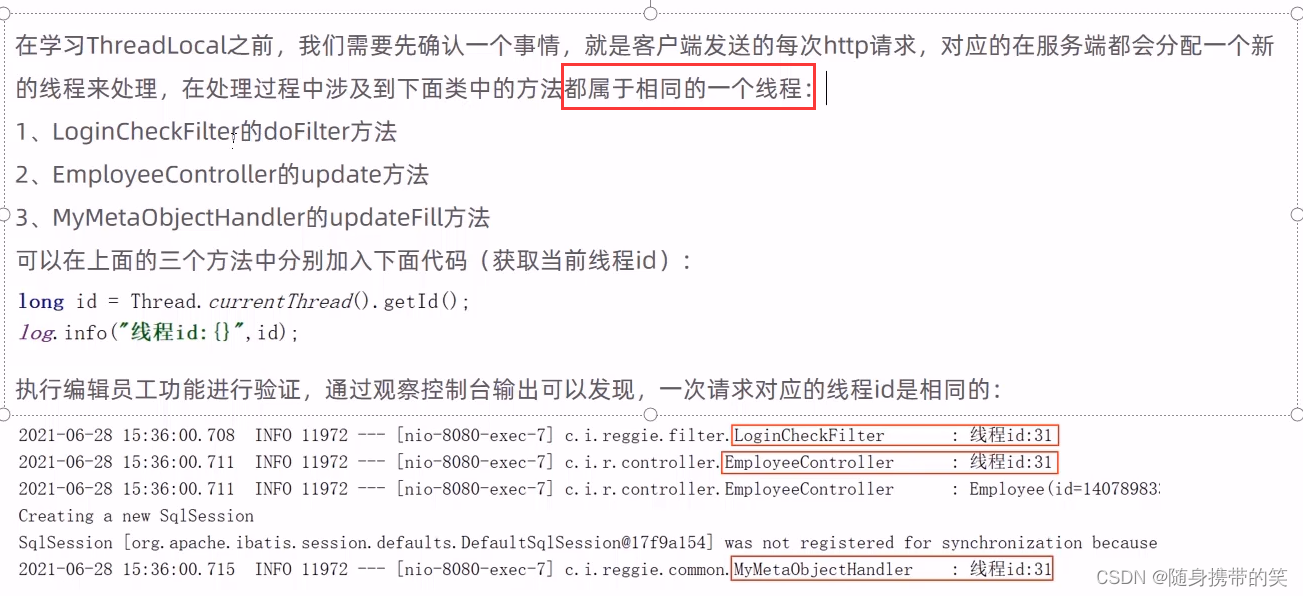 在学习ThreadLocal之前，我们需要先确认一个事情，就是客户端发送的每次http请求，对应的在服务端都会分配一个新
的线程来处理，在处理过程中涉及到下面类中的方法都属于相同的一个线程：
1、LoginCheckFilter的doFilter方法
2、EmployeeController的update方法
3、MyMetaObjectHandler的updateFill方法
可以在上面的三个方法中分别加入下面代码（获取当前线程id）：
long id = Thread.currentThread().getId();
log.info("线程id:{}",id);
执行编辑员工功能进行验证，通过观察控制台输出可以发现，一次请求对应的线程id是相同的：
2021-06-28 15:36:00.708  INFO 11972 --- [nio-8080-exec-7] c.i.reggie.filter.LoginCheckFilter       : 线程id:31
2021-06-28 15:36:00.711  INFO 11972 --- [nio-8080-exec-7] c.i.r.controller.EmployeeController      : 线程id:31
2021-06-28 15:36:00.711  INFO 11972 --- [nio-8080-exec-7] c.i.r.controller.EmployeeController      : Employee(id=14078983
Creating a new SqlSession
SqlSession [org.apache.ibatis.session.defaults.DefaultSqlSession@17f9a154] was not registered for synchronization because
2021-06-28 15:36:00.715  INFO 11972 --- [nio-8080-exec-7] c.i.reggie.common.MyMetaObjectHandler    : 线程id:31
CSDN @随身携带的笑